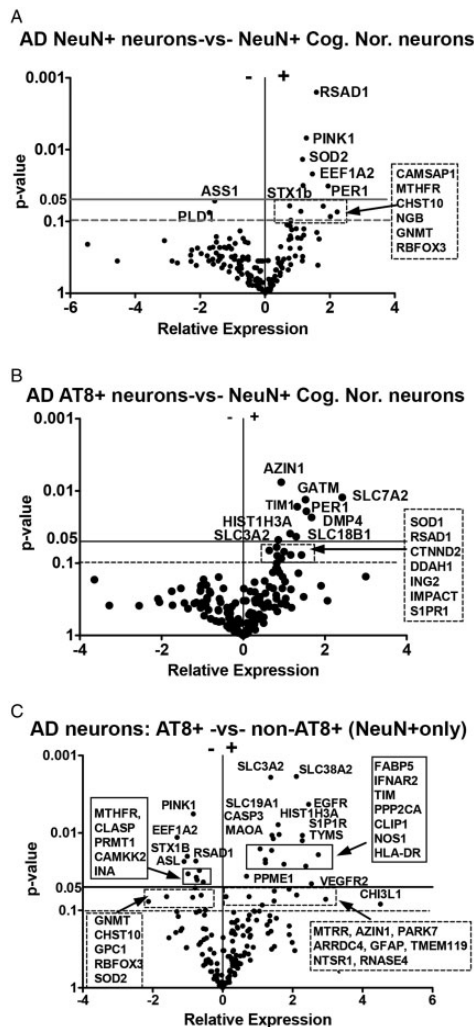 A
AD NeuN+ neurons-vs- NeuN+ Cog. Nor. neurons
- +
0.001
RSAD1
0.01
PINK1
SOD2
EEF1A2
ASS1
STX1b
PER1
CAMSAP1
MTHFR
CHST10
NGB
GNMT
RBFOX3
0.05
PLD
0.1
1
-6 -4 -2 0 2 4
p-value
Relative Expression
B
AD AT8+ neurons-vs- NeuN+ Cog. Nor. neurons
- +
0.001
AZIN1
0.01
GATM
SLC7A2
TIM1
PER1
DMP4
HIST1H3A
SLC3A2
SLC18B1
0.05
0.1
SOD1
RSAD1
CTNND2
DDAH1
ING2
IMPACT
S1PR1
1
-4 -2 0 2 4
p-value
Relative Expression
C
AD neurons: AT8+ -vs- non-AT8+ (NeuN+only)
- +
0.001
SLC3A2
SLC38A2
FABP5
IFNAR2
TIM
PPP2CA
CLIP1
NOS1
HLA-DR
MTHFR,
CLASP
PRMT1
CAMKK2
INA
PINK1
SLC19A1
EGFR
HIST1H3A
CASP3
S1P1R
MAOA
TYMS
0.01
EEF1A2
STX1B
RSAD1
ASL
PPME1
VEGFR2
CHI3L1
0.05
0.1
GNMT
CHST10
GPC1
RBFOX3
SOD2
MTRR, AZIN1, PARK7
ARRDC4, GFAP, TMEM119
NTSR1, RNASE4
1
-6 -4 -2 0 2 4 6
p-value
Relative Expression